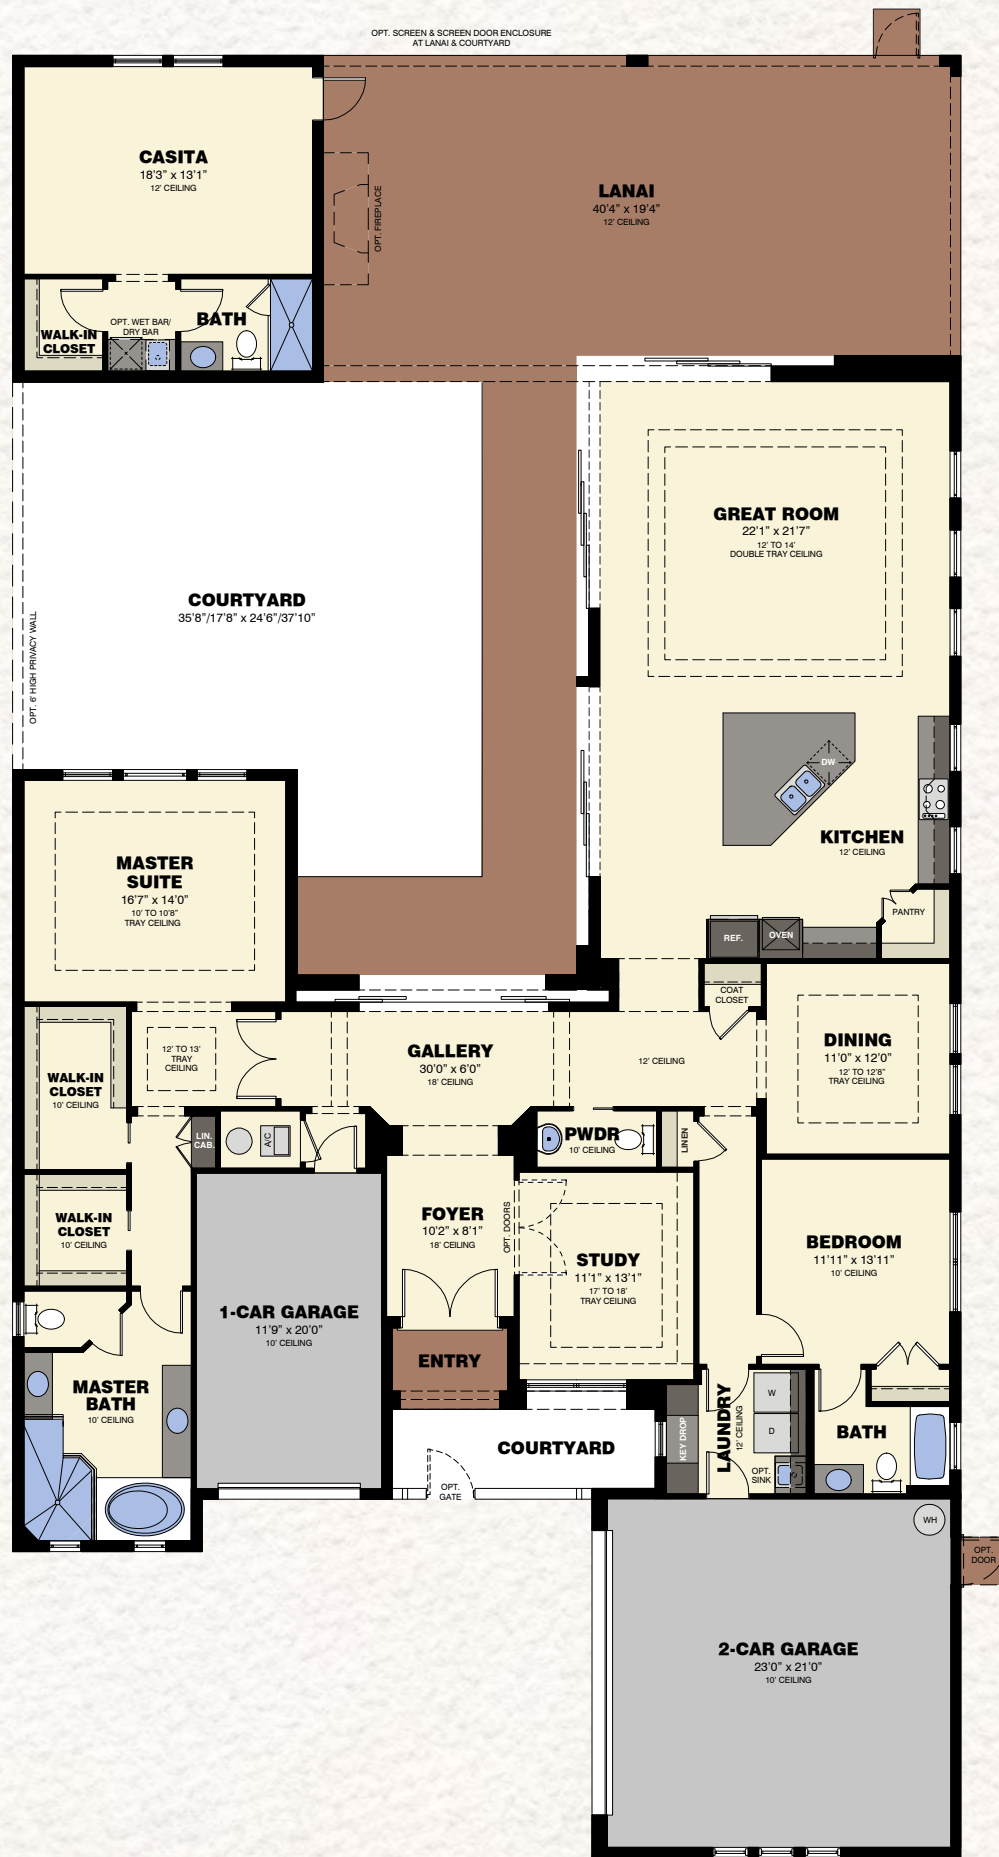 OPT. SCREEN & SCREEN DOOR ENCLOSURE
AT LANAI & COURTYARD
CASITA
18'3" x 13'1"
12' CEILING
LANAI
40'4" x 19'4"
12' CEILING
OPT. FIREPLACE
WALK-IN
CLOSET
OPT. WET BAR/
DRY BAR
BATH
GREAT ROOM
22'1" x 21'7"
12' TO 14'
DOUBLE TRAY CEILING
COURTYARD
35'8"/17'8" x 24'6"/37'10"
OPT. 6' HIGH PRIVACY WALL
DW
KITCHEN
12' CEILING
PANTRY
REF.
OVEN
MASTER
SUITE
16'7" x 14'0"
10' TO 10'8"
TRAY CEILING
COAT
CLOSET
12' TO 13'
TRAY
CEILING
GALLERY
30'0" x 6'0"
18' CEILING
12' CEILING
DINING
11'0" x 12'0"
12' TO 12'8"
TRAY CEILING
WALK-IN
CLOSET
10' CEILING
LIN.
CAB.
A/C
PWDR
10' CEILING
LINEN
WALK-IN
CLOSET
10' CEILING
FOYER
10'2" x 8'1"
18' CEILING
OPT. DOORS
STUDY
11'1" x 13'1"
17' TO 18'
TRAY CEILING
BEDROOM
11'11" x 13'11"
10' CEILING
1-CAR GARAGE
11'9" x 20'0"
10' CEILING
ENTRY
MASTER
BATH
10' CEILING
KEY DROP
LAUNDRY
12' CEILING
W
D
OPT.
SINK
BATH
COURTYARD
OPT.
GATE
WH
OPT.
DOOR
2-CAR GARAGE
23'0" x 21'0"
10' CEILING